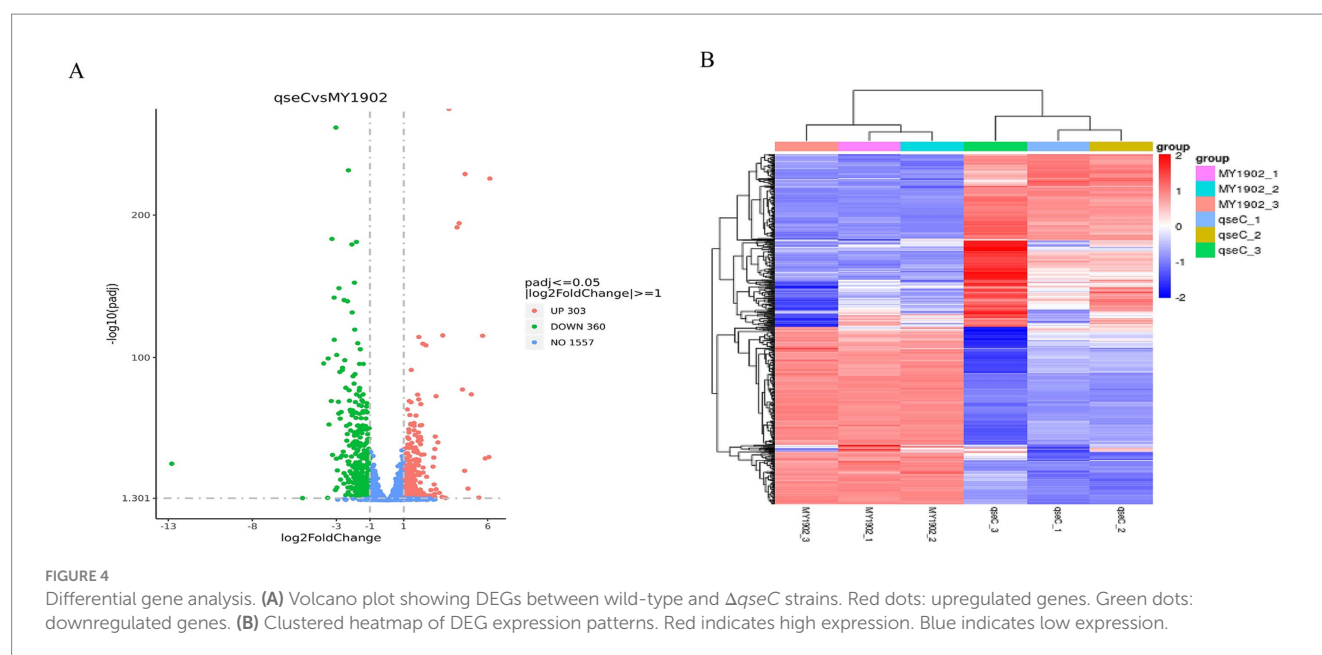 A
qseCvsMY1902
-log10(padj)
200
100
1.301
-13
-8
-3
-1
1
6
log2FoldChange
padj<=0.05
|log2FoldChange|>=1
UP 303
DOWN 360
NO 1557
B
group
2
1
0
-1
-2
group
MY1902_1
MY1902_2
MY1902_3
qseC_1
qseC_2
qseC_3
MY1902_3
MY1902_1
MY1902_2
qseC_3
qseC_1
qseC_2
FIGURE 4
Differential gene analysis. (A) Volcano plot showing DEGs between wild-type and ΔqseC strains. Red dots: upregulated genes. Green dots:
downregulated genes. (B) Clustered heatmap of DEG expression patterns. Red indicates high expression. Blue indicates low expression.